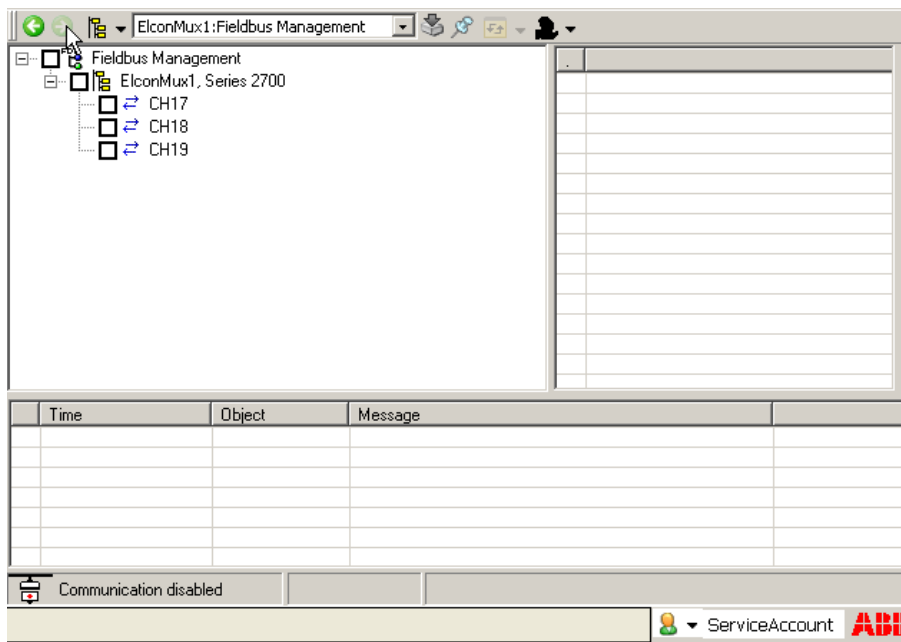 ElconMux1:Fieldbus Management
Fieldbus Management
ElconMux1, Series 2700
CH17
CH18
CH19
.
Time Object Message
Communication disabled
ServiceAccount ABB